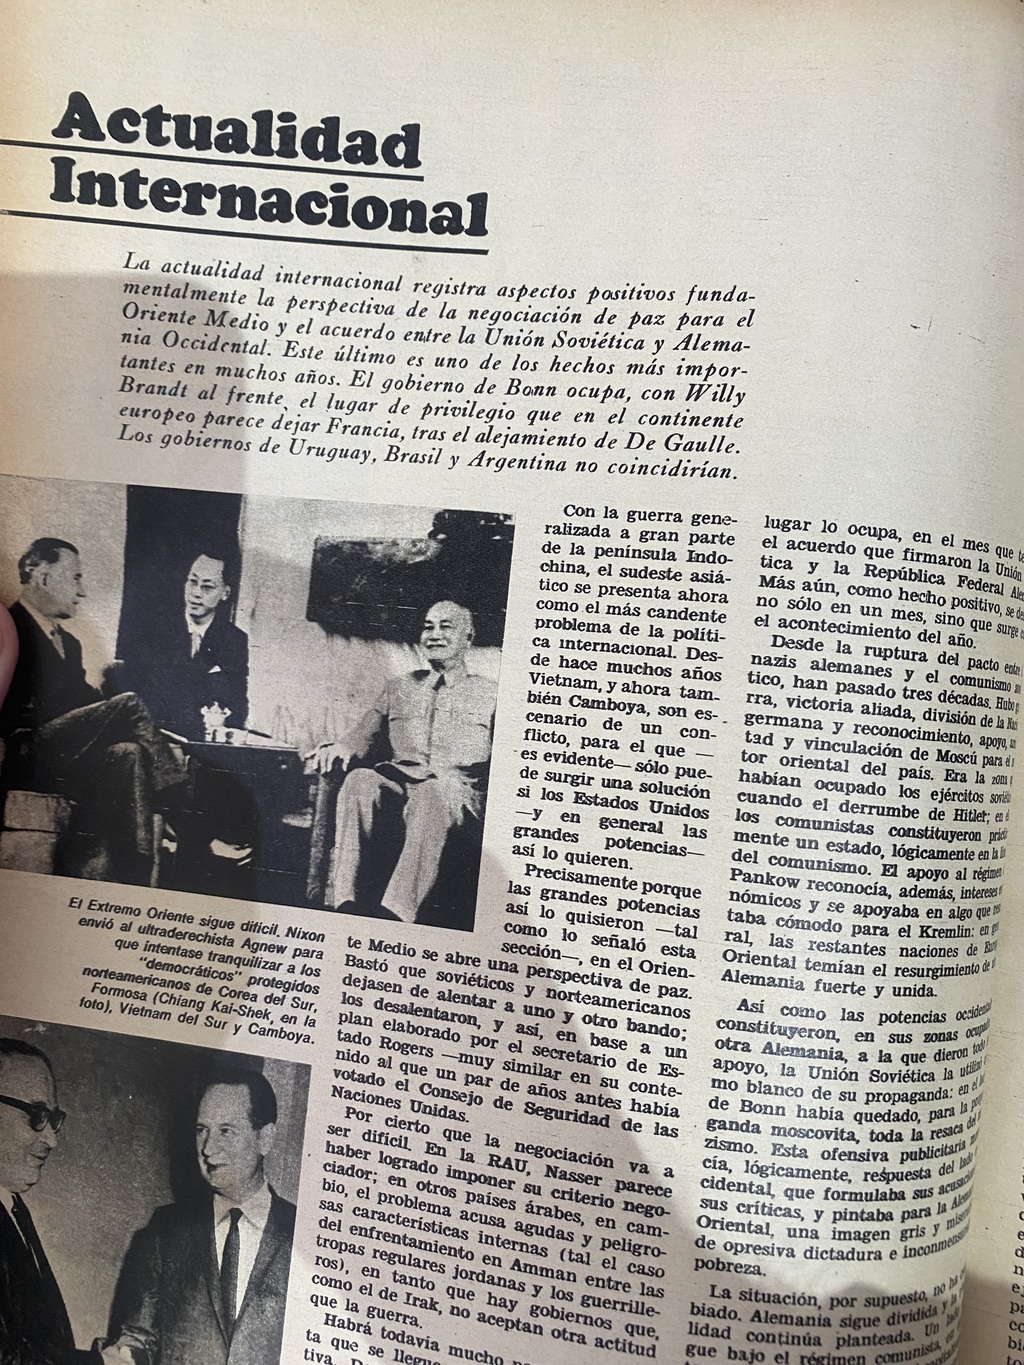 Actualidad
Internacional
La actualidad internacional registra aspectos positivos funda-
mentalmente la perspectiva de la negociación de paz para el
Oriente Medio y el acuerdo entre la Unión Soviética y Alema-
nia Occidental. Este último es uno de los hechos más impor-
tantes en muchos años. El gobierno de Bonn ocupa, con Willy
Brandt al frente, el lugar de privilegio que en el continente
europeo parece dejar Francia, tras el alejamiento de De Gaulle.
Los gobiernos de Uruguay, Brasil y Argentina no coincidirían.
El Extremo Oriente sigue difícil. Nixon
envió al ultraderechista Agnew para
que intentase tranquilizar a los
"democráticos" protegidos
norteamericanos de Corea del Sur,
Formosa (Chiang Kai-Shek, en la
foto), Vietnam del Sur y Camboya.
Con la guerra gene-
ralizada a gran parte
de la península Indo-
china, el sudeste asiá-
tico se presenta ahora
como el más candente
problema de la políti-
ca internacional. Des-
de hace muchos años
Vietnam, y ahora tam-
bién Camboya, son es-
cenario de un con-
flicto, para el que —
es evidente— sólo pue-
de surgir una solución
si los Estados Unidos
—y en general las
grandes potencias—
así lo quieren.
Precisamente porque
las grandes potencias
así lo quisieron —tal
como lo señaló esta
sección—, en el Orien-
te Medio se abre una perspectiva de paz.
Bastó que soviéticos y norteamericanos
dejasen de alentar a uno y otro bando;
los desalentaron, y así, en base a un
plan elaborado por el secretario de Es-
tado Rogers —muy similar en su conte-
nido al que un par de años antes había
votado el Consejo de Seguridad de las
Naciones Unidas.
Por cierto que la negociación va a
ser difícil. En la RAU, Nasser parece
haber logrado imponer su criterio nego-
ciador; en otros países árabes, en cam-
bio, el problema acusa agudas y peligro-
sas características internas (tal el caso
del enfrentamiento en Amman entre las
tropas regulares jordanas y los guerrille-
ros), en tanto que hay gobiernos que,
como el de Irak, no aceptan otra actitud
que la guerra.
Habrá todavía mucho
ta que se llegue
tiva.
lugar lo ocupa, en el mes que
el acuerdo que firmaron la Unión
tica y la República Federal
Más aún, como hecho positivo, se
no sólo en un mes, sino que surge
el acontecimiento del año.
Desde la ruptura del pacto entre
nazis alemanes y el comunismo
tico, han pasado tres décadas. Hubo
rra, victoria aliada, división de la
germana y reconocimiento, apoyo,
tad y vinculación de Moscú para el
tor oriental del país. Era la zona
habían ocupado los ejércitos
cuando el derrumbe de Hitler; en
los comunistas constituyeron
mente un estado, lógicamente en la
del comunismo. El apoyo al régimen
Pankow reconocía, además, intereses
nómicos y se apoyaba en algo que
taba cómodo para el Kremlin: en
ral, las restantes naciones de
Oriental temían el resurgimiento de
Alemania fuerte y unida.
Así como las potencias
constituyeron, en sus zonas
otra Alemania, a la que dieron todo
apoyo, la Unión Soviética la
mo blanco de su propaganda: en el
de Bonn había quedado, para la
ganda moscovita, toda la resaca del
zismo. Esta ofensiva publicitaria
cía, lógicamente, respuesta del lado
cidental, que formulaba sus
sus críticas, y pintaba para la
Oriental, una imagen gris y
de opresiva dictadura e
pobreza.
La situación, por supuesto, no ha
biado. Alemania sigue dividida y la
lidad continúa planteada. Un
gue bajo el régimen comunista,